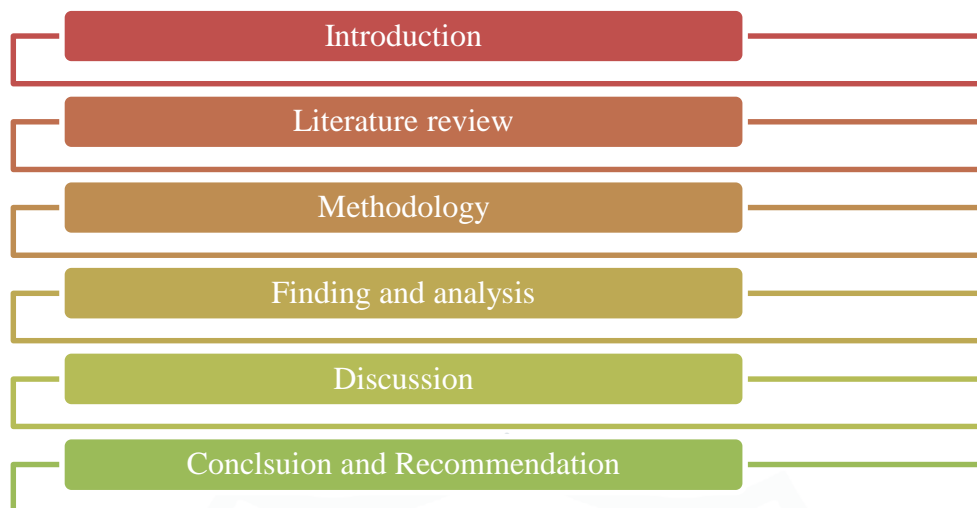 Introduction
Literature review
Methodology
Finding and analysis
Discussion
Conclsuion and Recommendation